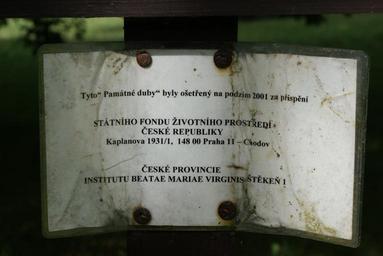 Tyto" Památné duby" byly ošetřeny na podzim 2001 za přispění
STÁTNÍHO FONDU ŽIVOTNÍHO PROSTŘEDÍ
ČESKÉ REPUBLIKY
Kaplanova 1931/1, 148 00 Praha 11 – Chodov
ČESKÉ PROVINCIE
INSTITUTU BEATAE MARIAE VIRGINIS ŠTĚKEŇ 1